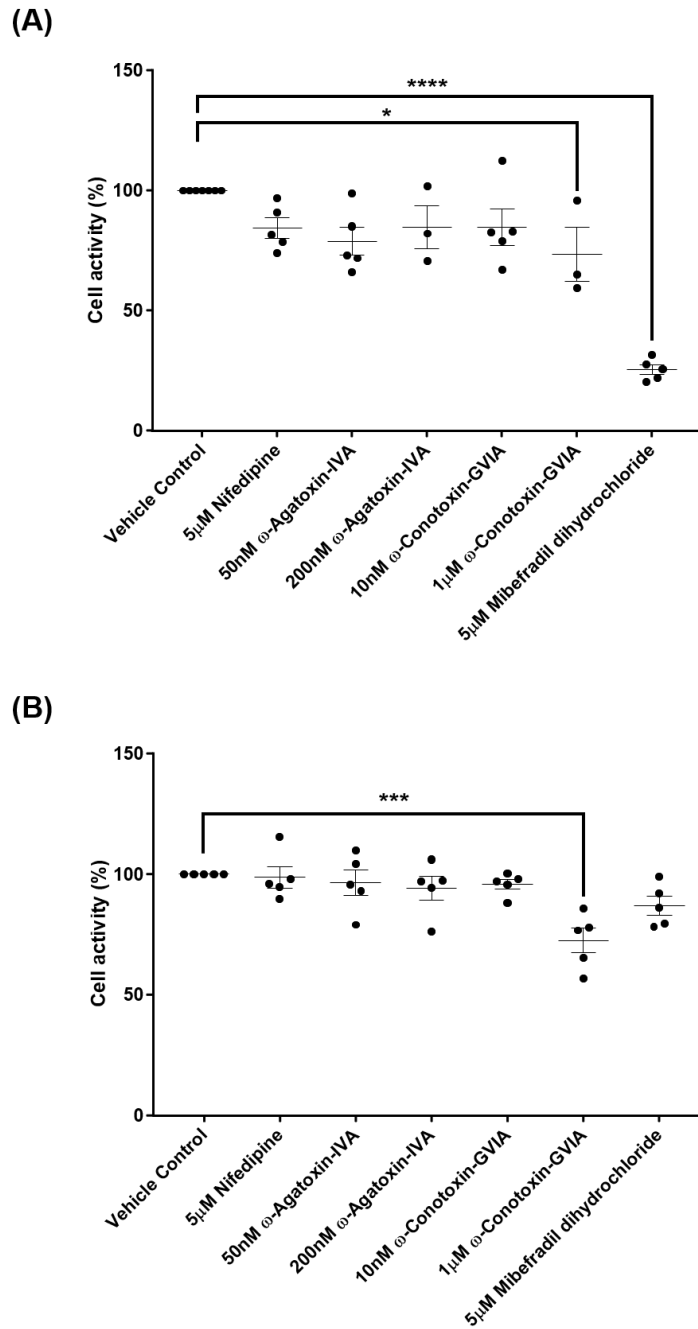 (A)
150
****
*
100
50
0
Cell activity (%)
Vehicle Control
5μM Nifedipine
50nM ω-Agatoxin-IVA
200nM ω-Agatoxin-IVA
10nM ω-Conotoxin-GVIA
1μM ω-Conotoxin-GVIA
5μM Mibefradil dihydrochloride
(B)
150
***
100
50
0
Cell activity (%)
Vehicle Control
5μM Nifedipine
50nM ω-Agatoxin-IVA
200nM ω-Agatoxin-IVA
10nM ω-Conotoxin-GVIA
1μM ω-Conotoxin-GVIA
5μM Mibefradil dihydrochloride